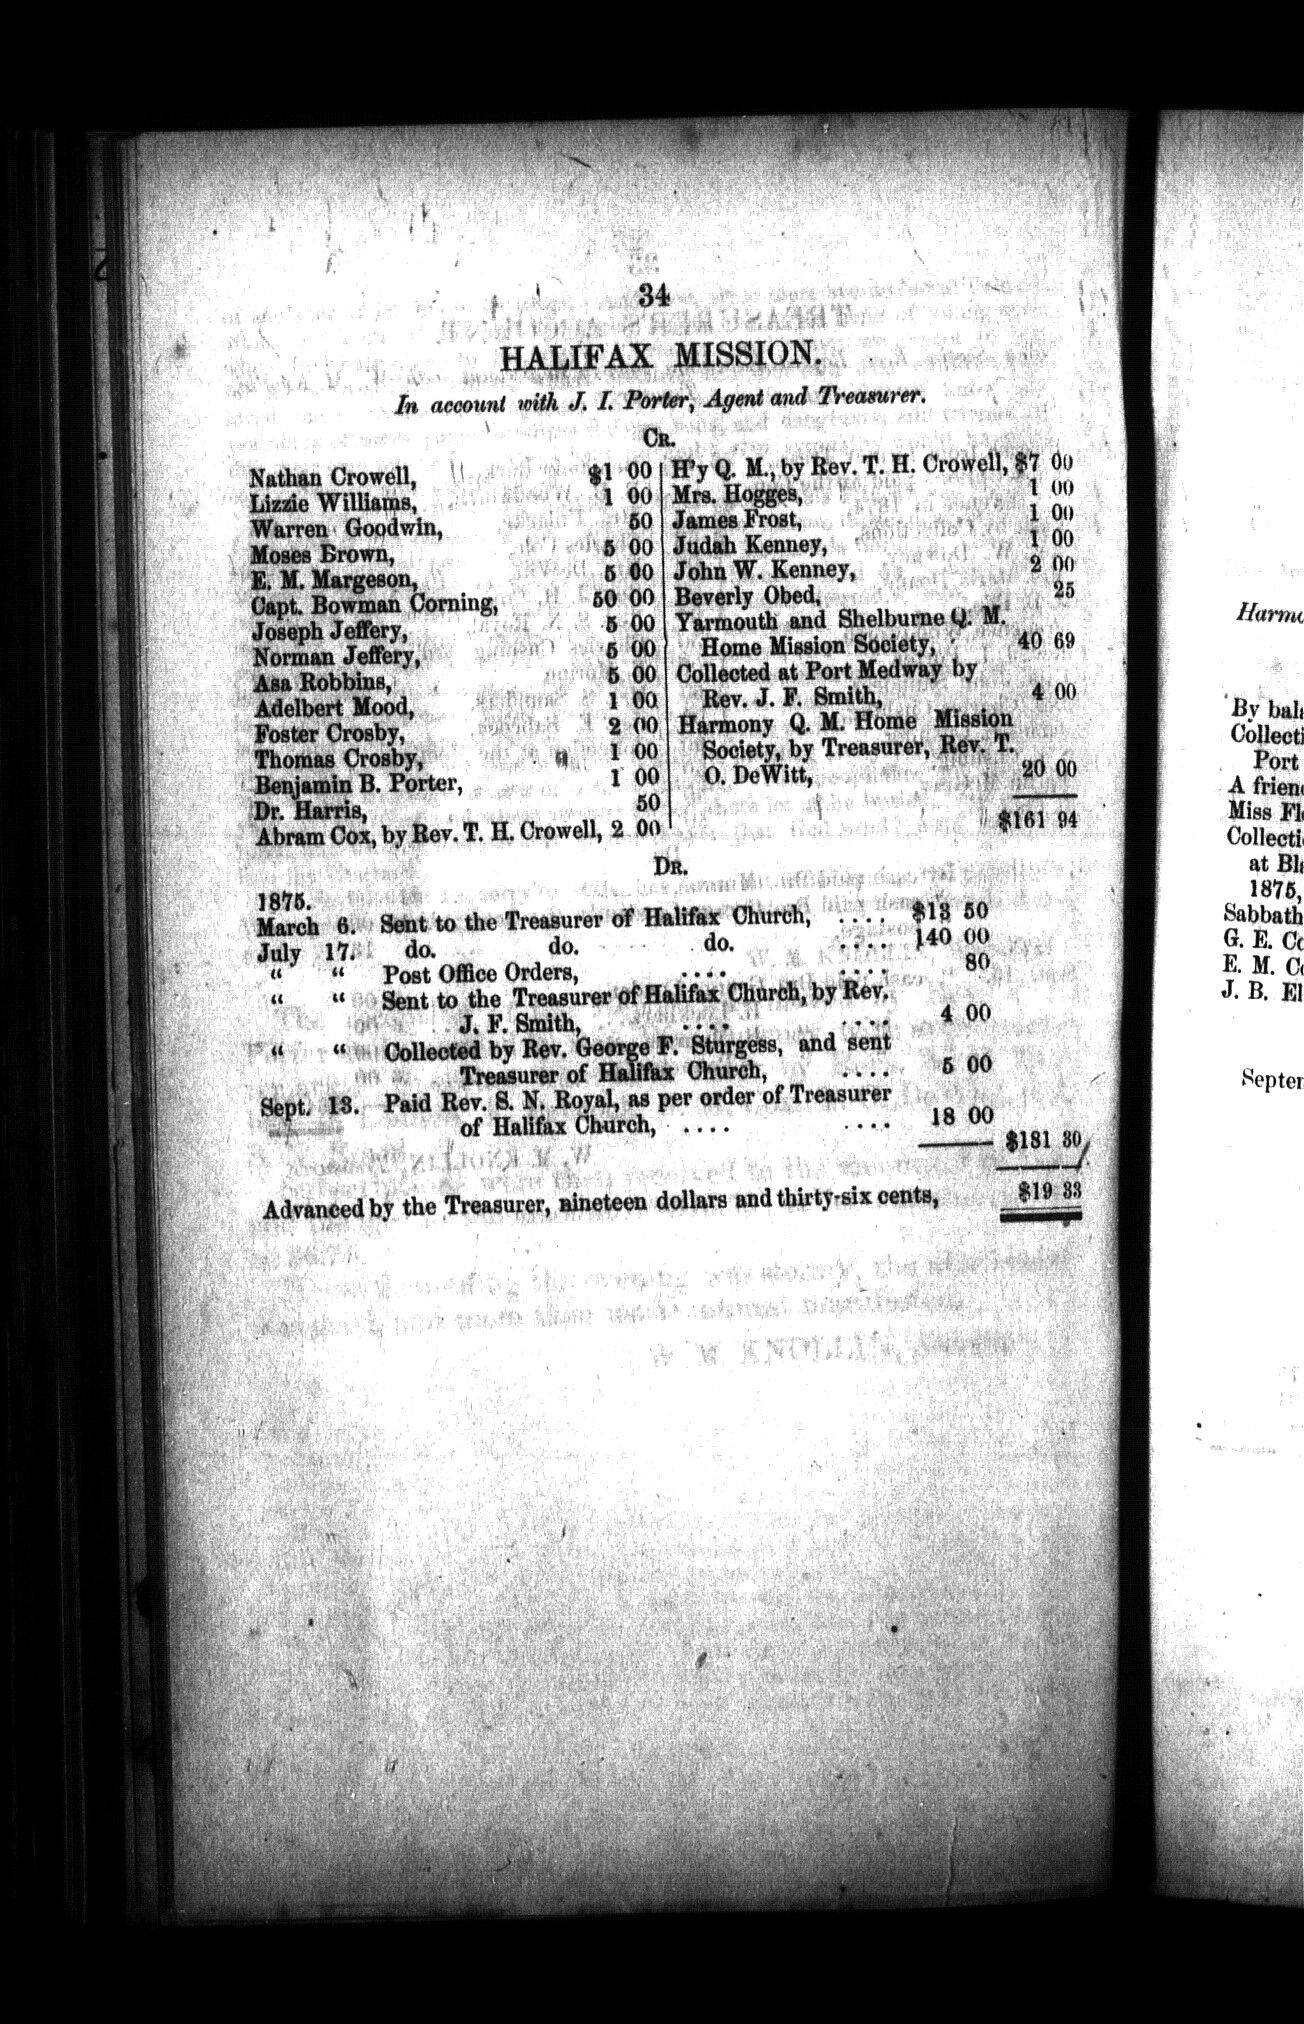 34
HALIFAX MISSION.
In account with J. I. Porter, Agent and Treasurer.
CR.
Nathan Crowell, $1 00
Lizzie Williams, 1 00
Warren Goodwin, 50
Moses Brown, 5 00
E. M. Margeson, 5 00
Capt. Bowman Corning, 50 00
Joseph Jeffery, 5 00
Norman Jeffery, 5 00
Asa Robbins, 5 00
Adelbert Mood, 1 00
Foster Crosby, 2 00
Thomas Crosby, 1 00
Benjamin B. Porter, 1 00
Dr. Harris, 50
Abram Cox, by Rev. T. H. Crowell, 2 00
H'y Q. M., by Rev. T. H. Crowell, $7 00
Mrs. Hogges, 1 00
James Frost, 1 00
Judah Kenney, 1 00
John W. Kenney, 2 00
Beverly Obed, 25
Yarmouth and Shelburne Q. M.
Home Mission Society, 40 69
Collected at Port Medway by
Rev. J. F. Smith, 4 00
Harmony Q. M. Home Mission
Society, by Treasurer, Rev. T.
O. DeWitt, 20 00
$161 94
DR.
1875.
March 6. Sent to the Treasurer of Halifax Church, .... $13 50
July 17. do. do. do. .... 140 00
" " Post Office Orders, .... .... 80
" " Sent to the Treasurer of Halifax Church, by Rev.
J. F. Smith, .... .... 4 00
" " Collected by Rev. George F. Sturgess, and sent
Treasurer of Halifax Church, .... 5 00
Sept. 13. Paid Rev. S. N. Royal, as per order of Treasurer
of Halifax Church, .... .... 18 00
$181 30
Advanced by the Treasurer, nineteen dollars and thirty-six cents, $19 33
By
Collecti
Port
A
Miss
Collecti
at
1875,
Sabbath
G. E.
E. M.
J. B.